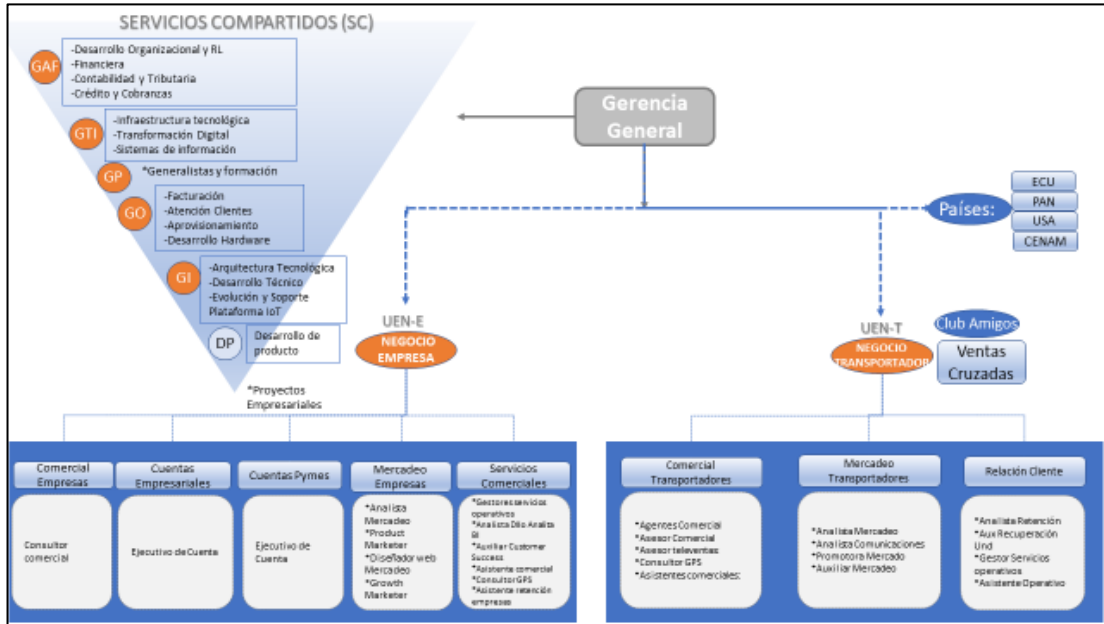 SERVICIOS COMPARTIDOS (SC)
GAF
-Desarrollo Organizacional y RL
-Financiera
-Contabilidad y Tributaria
-Crédito y Cobranzas
GTI
-Infraestructura tecnológica
-Transformación Digital
-Sistemas de información
GP
*Generalistas y formación
GO
-Facturación
-Atención Clientes
-Aprovisionamiento
-Desarrollo Hardware
GI
-Arquitectura Tecnológica
-Desarrollo Técnico
-Evolución y Soporte
Plataforma IoT
DP
Desarrollo de
producto
*Proyectos
Empresariales
Gerencia
General
Países:
ECU
PAN
USA
CENAM
UEN-E
NEGOCIO
EMPRESA
UEN-T
NEGOCIO
TRANSPORTADOR
Club Amigos
Ventas
Cruzadas
Comercial
Empresas
Consultor
comercial
Cuentas
Empresariales
Ejecutivo de Cuenta
Cuentas Pymes
Ejecutivo de
Cuenta
Mercadeo
Empresas
*Analista
Mercadeo
*Product
Marketer
*Diseñador web
Mercadeo
*Growth
Marketer
Servicios
Comerciales
*Gestores servicios
operativos
*Analista Dllo Analita
BI
*Auxiliar Customer
Success
*Asistente comercial
*Consultor GPS
*Asistente retención
empresas
Comercial
Transportadores
*Agentes Comercial
*Asesor Comercial
*Asesor televentas
*Consultor GPS
*Asistentes comerciales:
Mercadeo
Transportadores
*Analista Mercadeo
*Analista Comunicaciones
*Promotora Mercado
*Auxiliar Mercadeo
Relación Cliente
*Analista Retención
*Aux Recuperación
Und
*Gestor Servicios
operativos
*Asistente Operativo